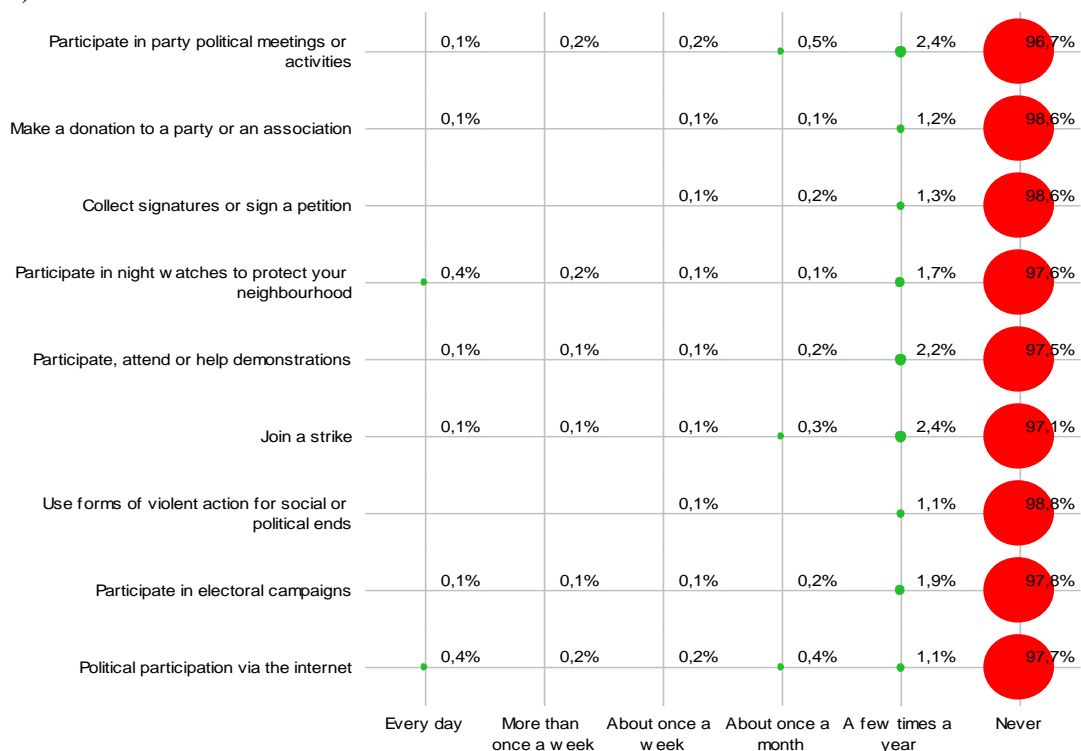 )
Participate in party political meetings or
activities
0,1% 0,2% 0,2% 0,5% 2,4% 96,7%
Make a donation to a party or an association
0,1% 0,1% 0,1% 1,2% 98,6%
Collect signatures or sign a petition
0,1% 0,2% 1,3% 98,6%
Participate in night watches to protect your
neighbourhood
0,4% 0,2% 0,1% 0,1% 1,7% 97,6%
Participate, attend or help demonstrations
0,1% 0,1% 0,1% 0,2% 2,2% 97,5%
Join a strike
0,1% 0,1% 0,1% 0,3% 2,4% 97,1%
Use forms of violent action for social or
political ends
0,1% 1,1% 98,8%
Participate in electoral campaigns
0,1% 0,1% 0,1% 0,2% 1,9% 97,8%
Political participation via the internet
0,4% 0,2% 0,2% 0,4% 1,1% 97,7%
Every day
More than
once a week
About once a
week
About once a
month
A few times a
year
Never